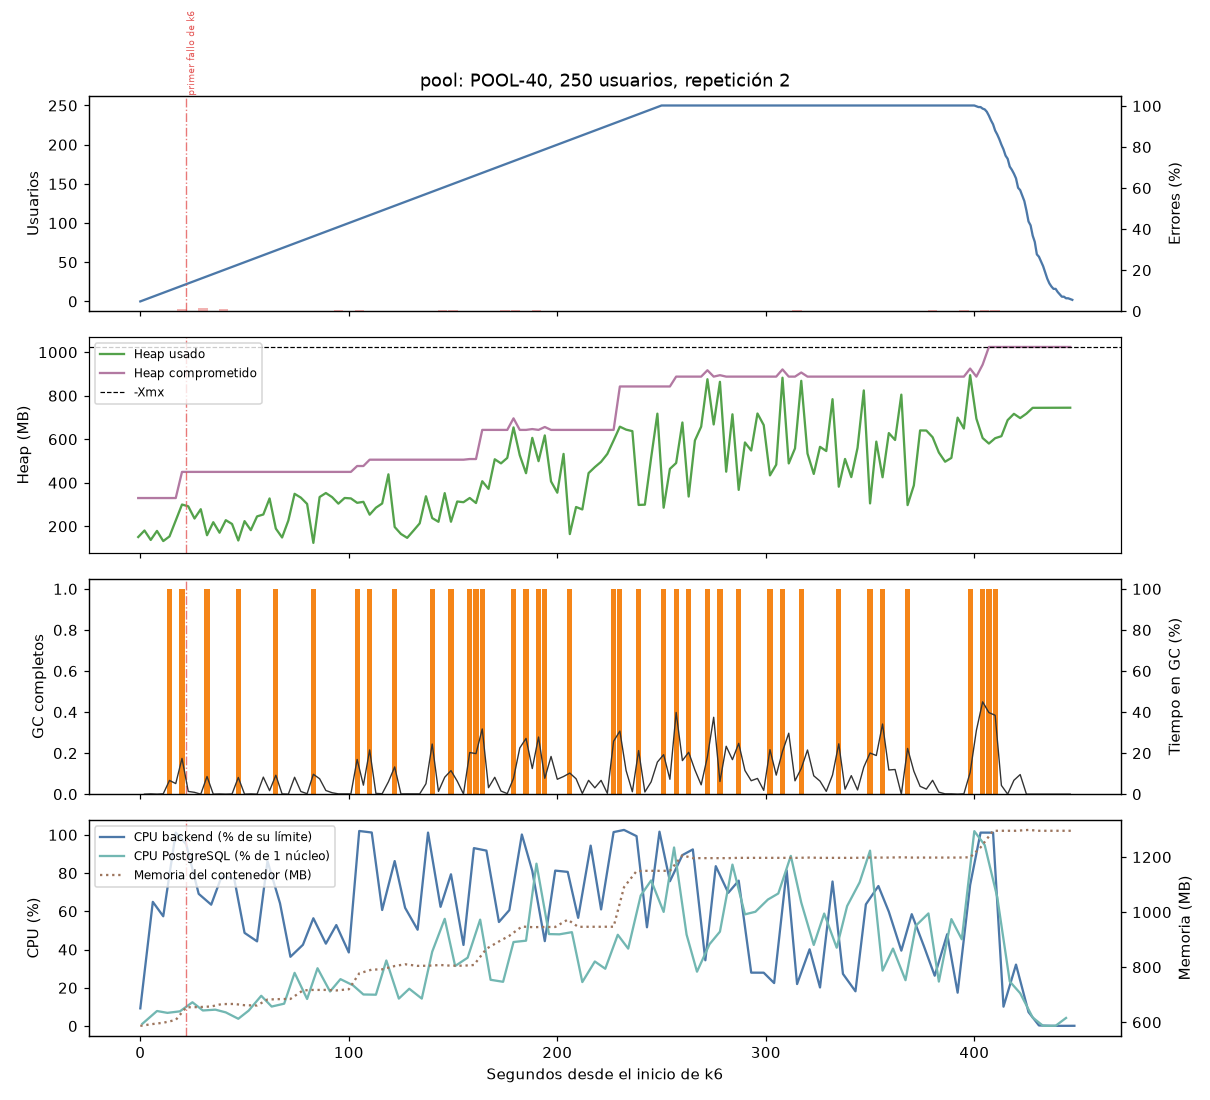 primer fallo de k6
pool: POOL-40, 250 usuarios, repetición 2
Usuarios
250
200
150
100
50
0
Errores (%)
100
80
60
40
20
0
Heap (MB)
1000
800
600
400
200
Heap usado
Heap comprometido
-Xmx
GC completos
1.0
0.8
0.6
0.4
0.2
0.0
Tiempo en GC (%)
100
80
60
40
20
0
CPU (%)
100
80
60
40
20
0
CPU backend (% de su límite)
CPU PostgreSQL (% de 1 núcleo)
Memoria del contenedor (MB)
Memoria (MB)
1200
1000
800
600
0 100 200 300 400
Segundos desde el inicio de k6